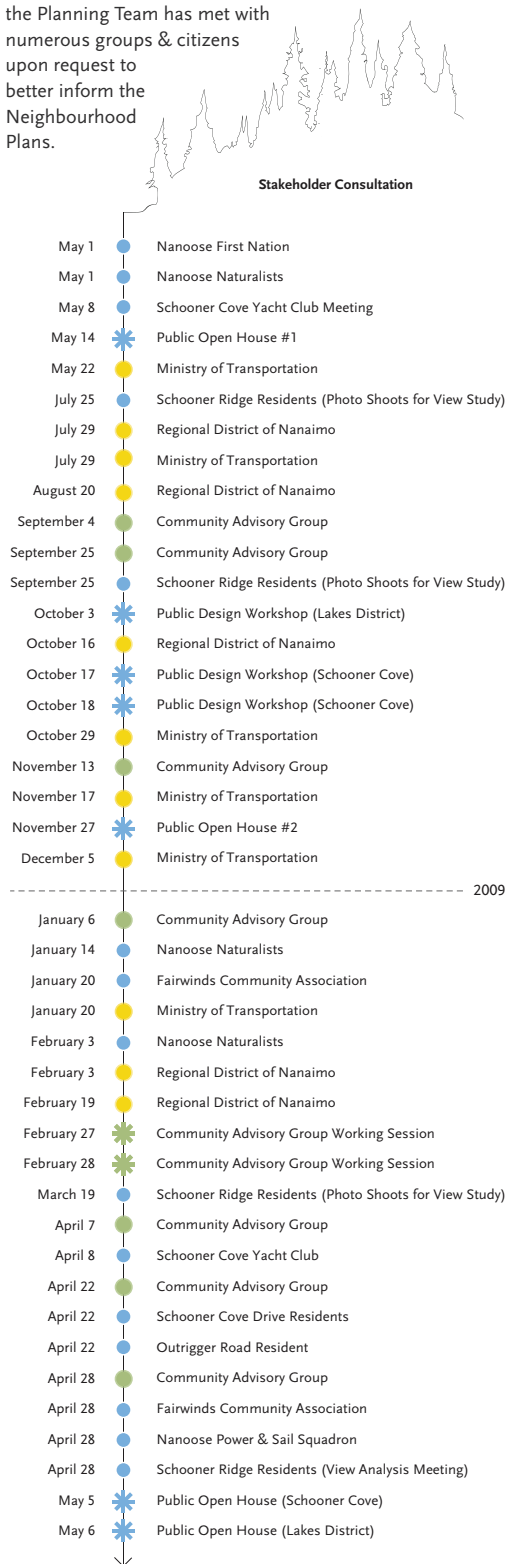 the Planning Team has met with
numerous groups & citizens
upon request to
better inform the
Neighbourhood
Plans.
Stakeholder Consultation
May 1 Nanoose First Nation
May 1 Nanoose Naturalists
May 8 Schooner Cove Yacht Club Meeting
May 14 Public Open House #1
May 22 Ministry of Transportation
July 25 Schooner Ridge Residents (Photo Shoots for View Study)
July 29 Regional District of Nanaimo
July 29 Ministry of Transportation
August 20 Regional District of Nanaimo
September 4 Community Advisory Group
September 25 Community Advisory Group
September 25 Schooner Ridge Residents (Photo Shoots for View Study)
October 3 Public Design Workshop (Lakes District)
October 16 Regional District of Nanaimo
October 17 Public Design Workshop (Schooner Cove)
October 18 Public Design Workshop (Schooner Cove)
October 29 Ministry of Transportation
November 13 Community Advisory Group
November 17 Ministry of Transportation
November 27 Public Open House #2
December 5 Ministry of Transportation
2009
January 6 Community Advisory Group
January 14 Nanoose Naturalists
January 20 Fairwinds Community Association
January 20 Ministry of Transportation
February 3 Nanoose Naturalists
February 3 Regional District of Nanaimo
February 19 Regional District of Nanaimo
February 27 Community Advisory Group Working Session
February 28 Community Advisory Group Working Session
March 19 Schooner Ridge Residents (Photo Shoots for View Study)
April 7 Community Advisory Group
April 8 Schooner Cove Yacht Club
April 22 Community Advisory Group
April 22 Schooner Cove Drive Residents
April 22 Outrigger Road Resident
April 28 Community Advisory Group
April 28 Fairwinds Community Association
April 28 Nanoose Power & Sail Squadron
April 28 Schooner Ridge Residents (View Analysis Meeting)
May 5 Public Open House (Schooner Cove)
May 6 Public Open House (Lakes District)